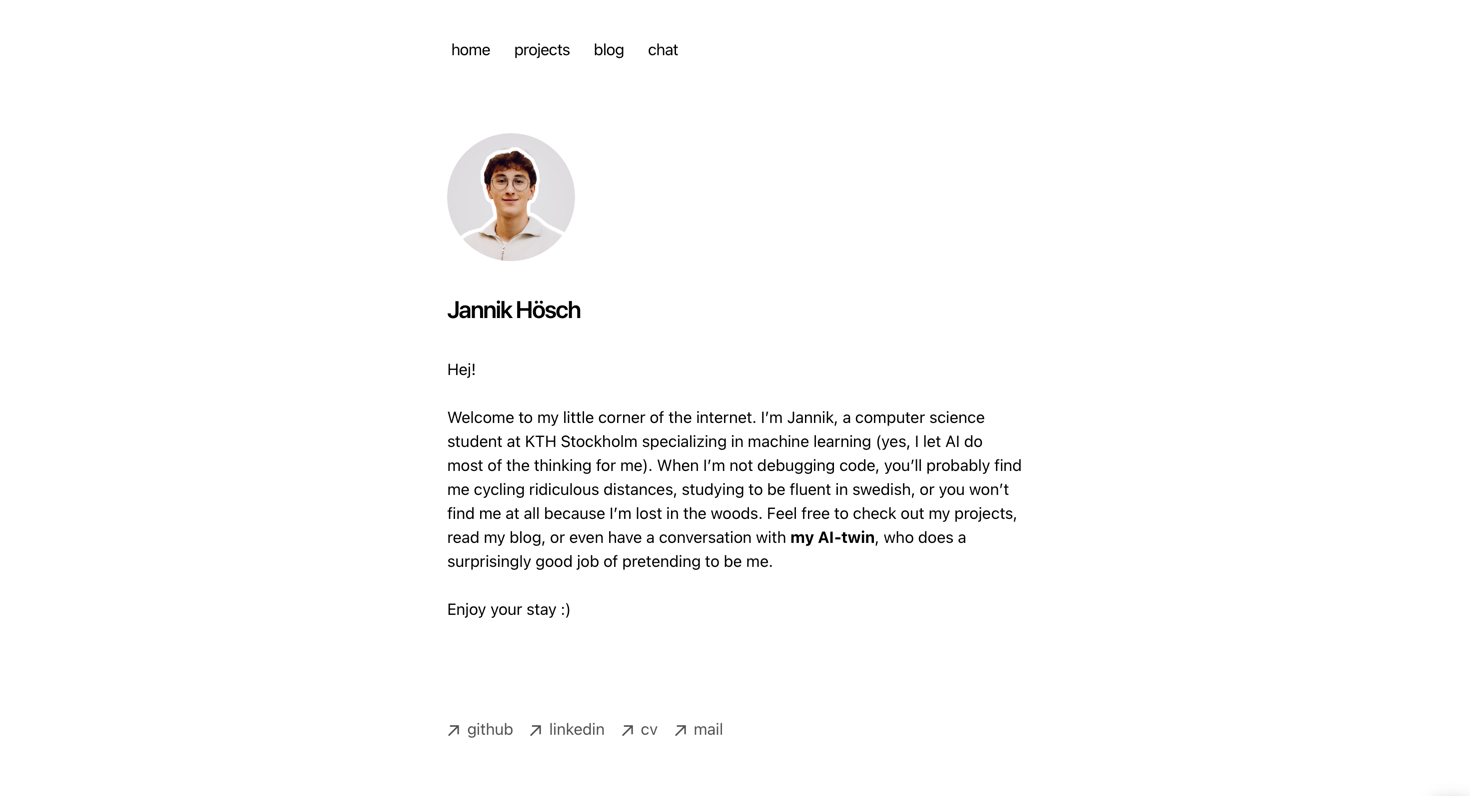 home projects blog chat
Jannik Hösch
Hej!
Welcome to my little corner of the internet. I’m Jannik, a computer science
student at KTH Stockholm specializing in machine learning (yes, I let AI do
most of the thinking for me). When I’m not debugging code, you’ll probably find
me cycling ridiculous distances, studying to be fluent in swedish, or you won’t
find me at all because I’m lost in the woods. Feel free to check out my projects,
read my blog, or even have a conversation with my AI-twin, who does a
surprisingly good job of pretending to be me.
Enjoy your stay :)
github linkedin cv mail